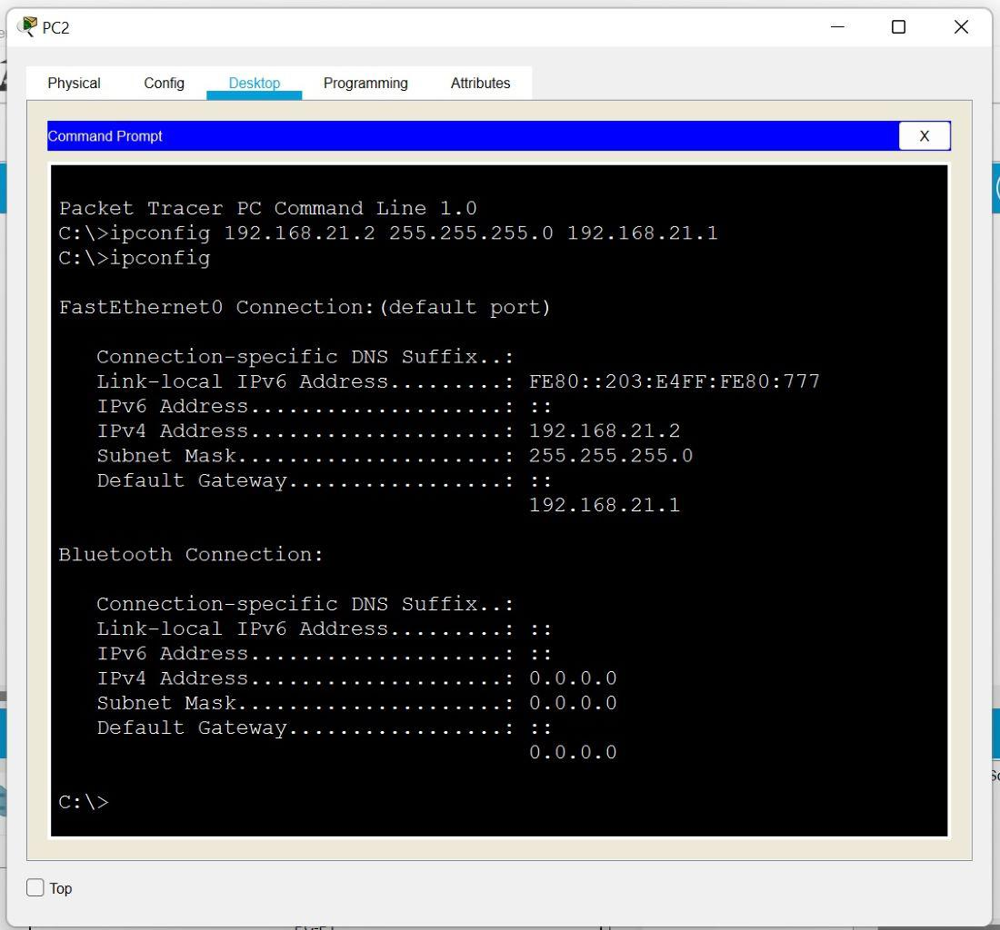 PC2
Physical Config Desktop Programming Attributes
Command Prompt X
Packet Tracer PC Command Line 1.0
C:\>ipconfig 192.168.21.2 255.255.255.0 192.168.21.1
C:\>ipconfig
FastEthernet0 Connection:(default port)
Connection-specific DNS Suffix..:
Link-local IPv6 Address.........: FE80::203:E4FF:FE80:777
IPv6 Address....................: ::
IPv4 Address....................: 192.168.21.2
Subnet Mask.....................: 255.255.255.0
Default Gateway.................: ::
192.168.21.1
Bluetooth Connection:
Connection-specific DNS Suffix..:
Link-local IPv6 Address.........: ::
IPv6 Address....................: ::
IPv4 Address....................: 0.0.0.0
Subnet Mask.....................: 0.0.0.0
Default Gateway.................: ::
0.0.0.0
C:\>
Top